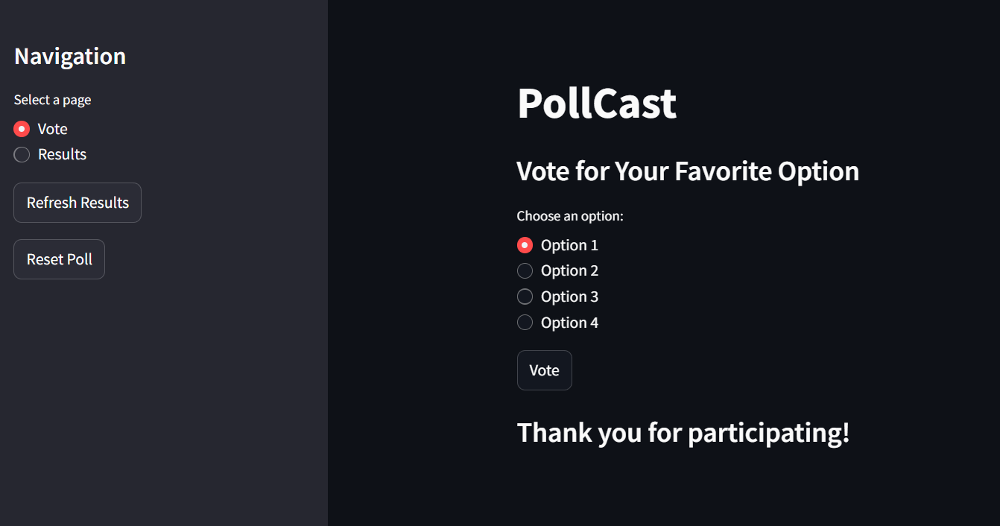 Navigation
Select a page
Vote
Results
Refresh Results
Reset Poll
PollCast
Vote for Your Favorite Option
Choose an option:
Option 1
Option 2
Option 3
Option 4
Vote
Thank you for participating!